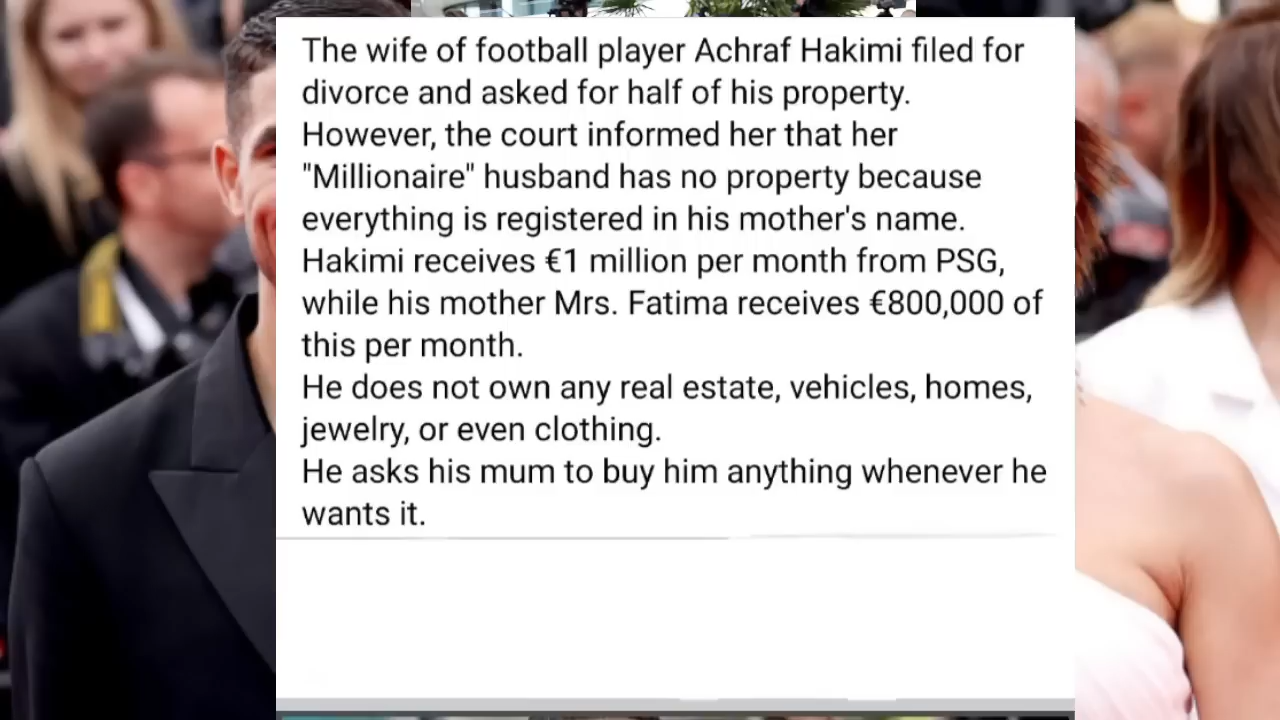 The wife of football player Achraf Hakimi filed for
divorce and asked for half of his property.
However, the court informed her that her
"Millionaire" husband has no property because
everything is registered in his mother's name.
Hakimi receives €1 million per month from PSG,
while his mother Mrs. Fatima receives €800,000 of
this per month.
He does not own any real estate, vehicles, homes,
jewelry, or even clothing.
He asks his mum to buy him anything whenever he
wants it.